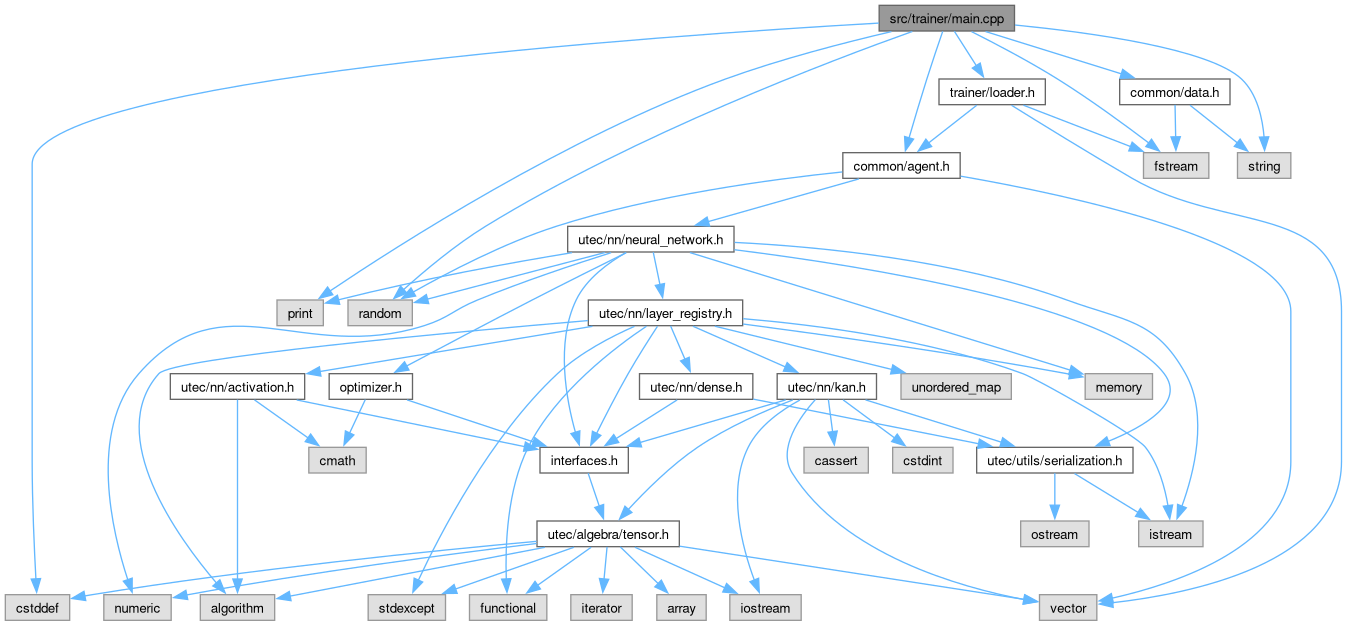 src/trainer/main.cpp
trainer/loader.h
common/data.h
common/agent.h
fstream
string
utec/nn/neural_network.h
print
random
utec/nn/layer_registry.h
utec/nn/activation.h
optimizer.h
utec/nn/dense.h
utec/nn/kan.h
unordered_map
memory
cmath
interfaces.h
cassert
cstdint
utec/utils/serialization.h
utec/algebra/tensor.h
ostream
istream
cstddef
numeric
algorithm
stdexcept
functional
iterator
array
iostream
vector